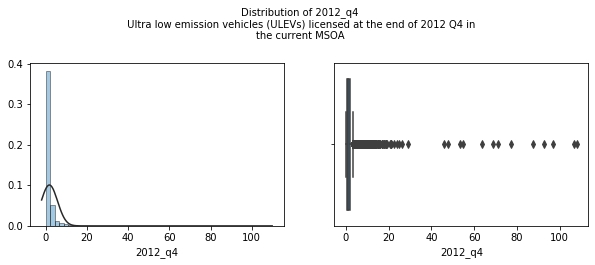 Distribution of 2012_q4
Ultra low emission vehicles (ULEVs) licensed at the end of 2012 Q4 in
the current MSOA
0.4
0.3
0.2
0.1
0.0
0 20 40 60 80 100
2012_q4
0 20 40 60 80 100
2012_q4